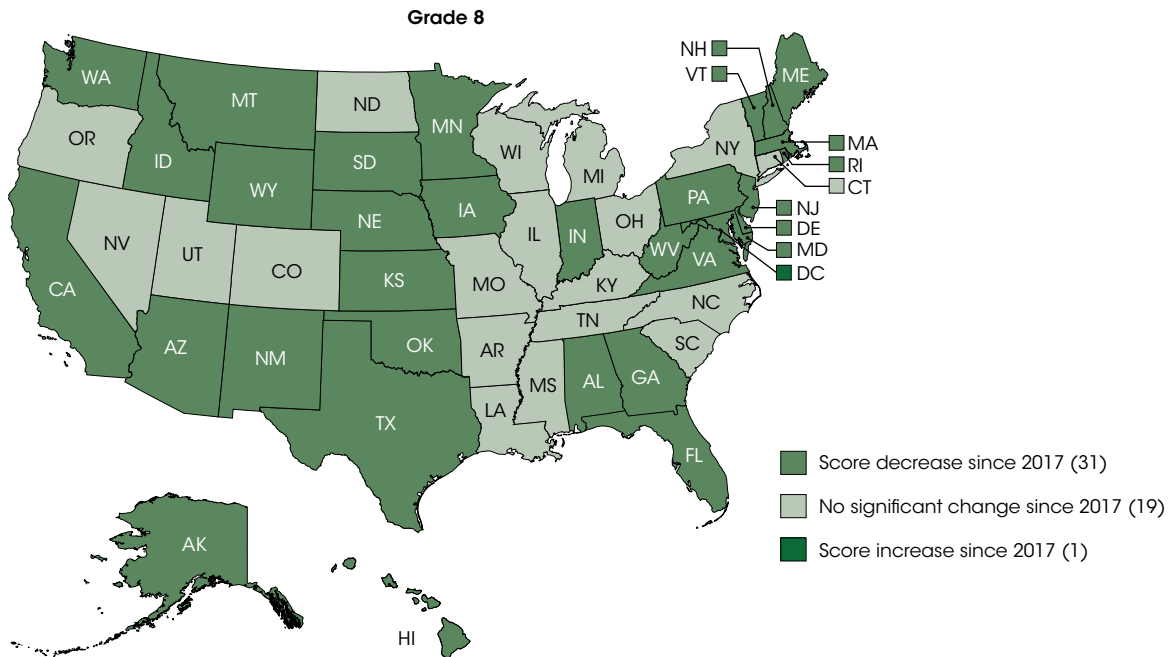 Grade 8
NH
VT
ME
WA
MT
ND
MN
OR
ID
SD
WI
MI
NY
MA
RI
CT
WY
NE
IA
PA
NJ
DE
MD
DC
NV
UT
CO
KS
MO
IL
IN
OH
WV
VA
KY
CA
AZ
NM
OK
AR
TN
NC
SC
TX
LA
MS
AL
GA
FL
AK
HI
Score decrease since 2017 (31)
No significant change since 2017 (19)
Score increase since 2017 (1)